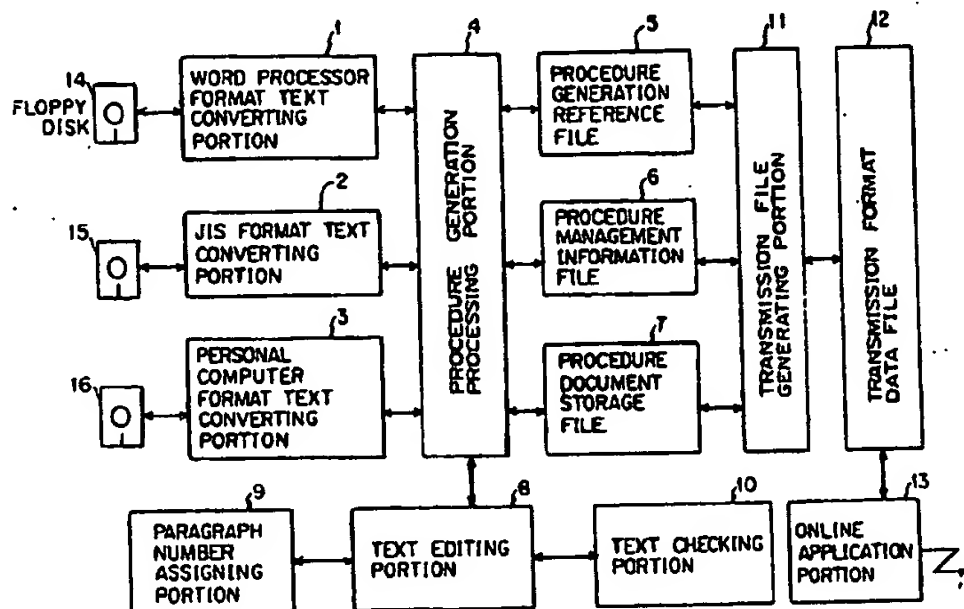 1
WORD PROCESSOR
FORMAT TEXT
CONVERTING
PORTION
14
FLOPPY
DISK
2
JIS FORMAT TEXT
CONVERTING
PORTION
15
3
PERSONAL
COMPUTER
FORMAT TEXT
CONVERTING
PORTION
16
4
PROCEDURE GENERATION
PROCESSING PORTION
5
PROCEDURE
GENERATION
REFERENCE
FILE
6
PROCEDURE
MANAGEMENT
INFORMATION
FILE
7
PROCEDURE
DOCUMENT
STORAGE
FILE
11
TRANSMISSION FILE
GENERATING PORTION
12
TRANSMISSION FORMAT
DATA FILE
9
PARAGRAPH
NUMBER
ASSIGNING
PORTION
8
TEXT EDITING
PORTION
10
TEXT CHECKING
PORTION
13
ONLINE
APPLICATION
PORTION